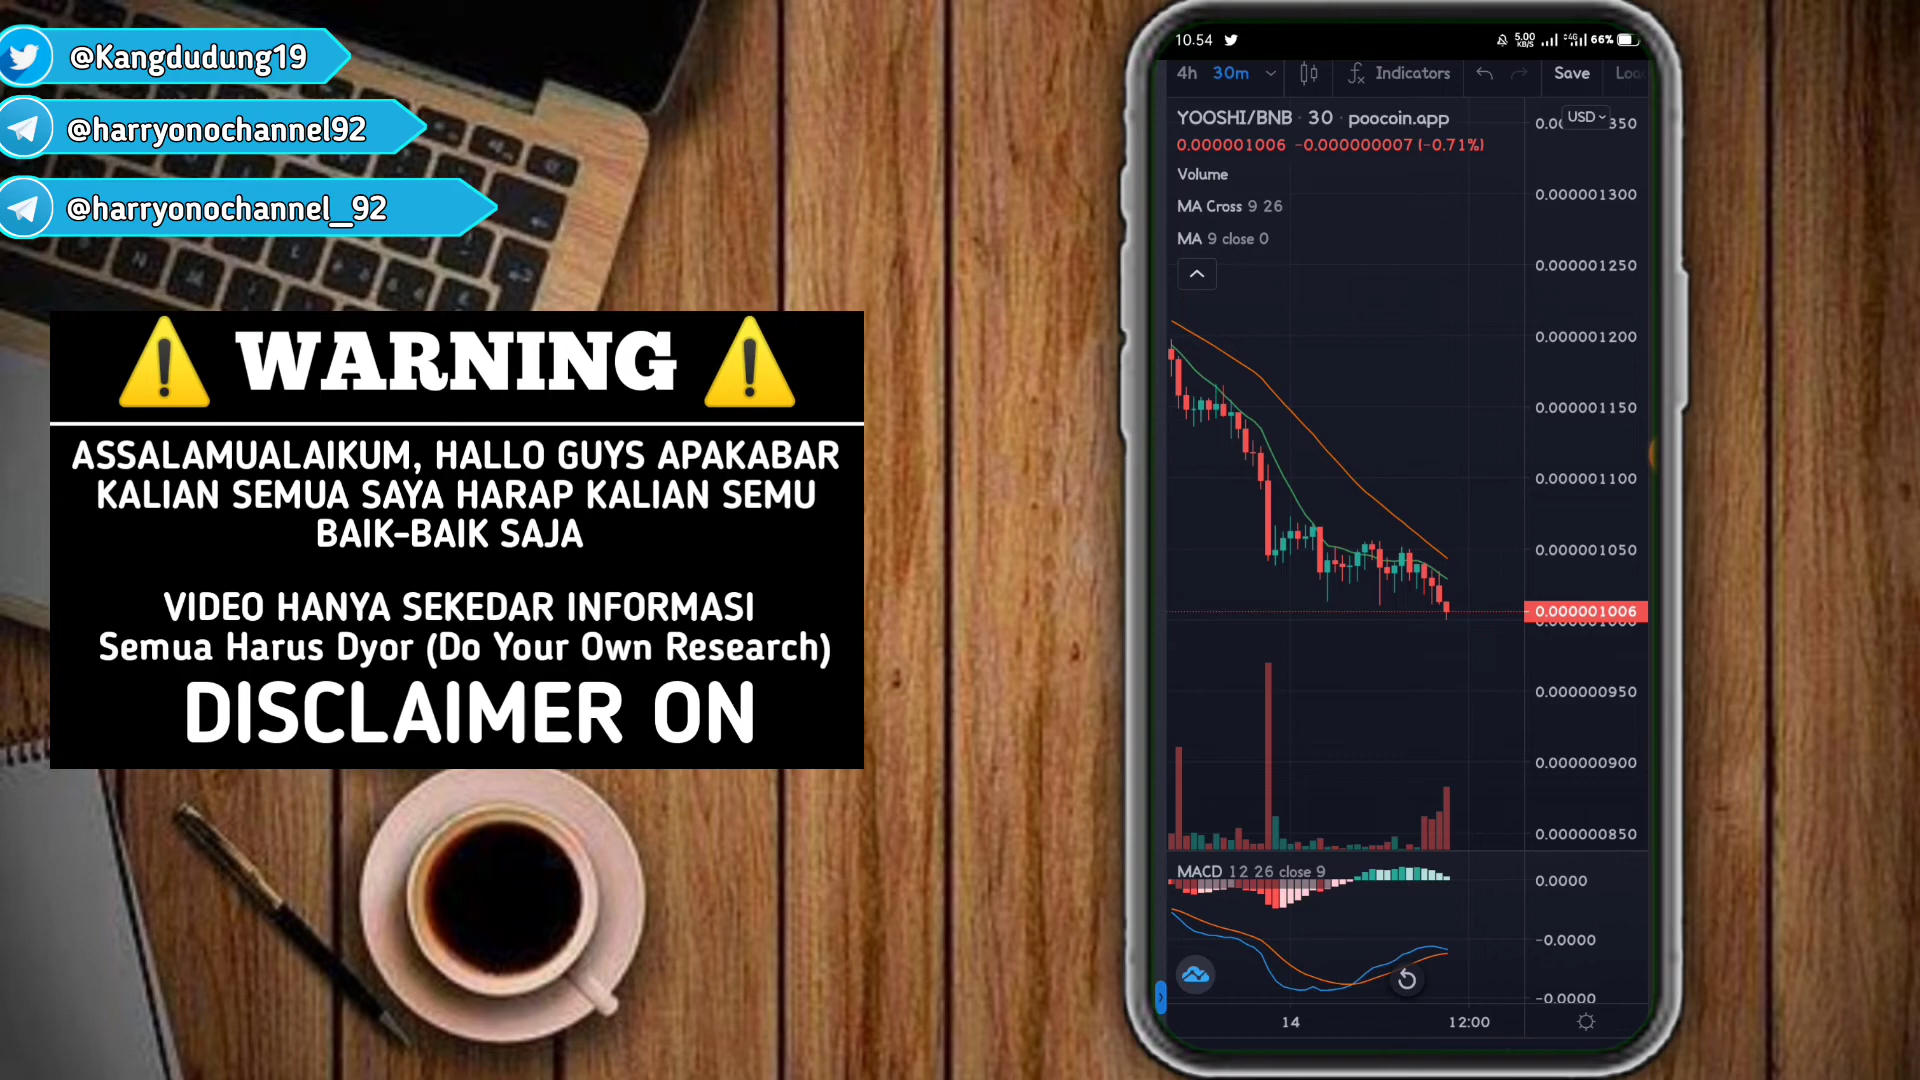 @Kangdudung19
@harryonochannel92
@harryonochannel_92
⚠ WARNING ⚠
ASSALAMUALAIKUM, HALLO GUYS APAKABAR
KALIAN SEMUA SAYA HARAP KALIAN SEMU
BAIK-BAIK SAJA
VIDEO HANYA SEKEDAR INFORMASI
Semua Harus Dyor (Do Your Own Research)
DISCLAIMER ON
10.54 5.00 KB/S 4G 66%
4h 30m Indicators Save
YOOSHI/BNB · 30 · poocoin.app USD
0.000001006 −0.000000007 (−0.71%)
Volume
MA Cross 9 26
MA 9 close 0
0.000001300
0.000001250
0.000001200
0.000001150
0.000001100
0.000001050
0.000001006
0.000000950
0.000000900
0.000000850
MACD 12 26 close 9
0.0000
-0.0000
-0.0000
14 12:00